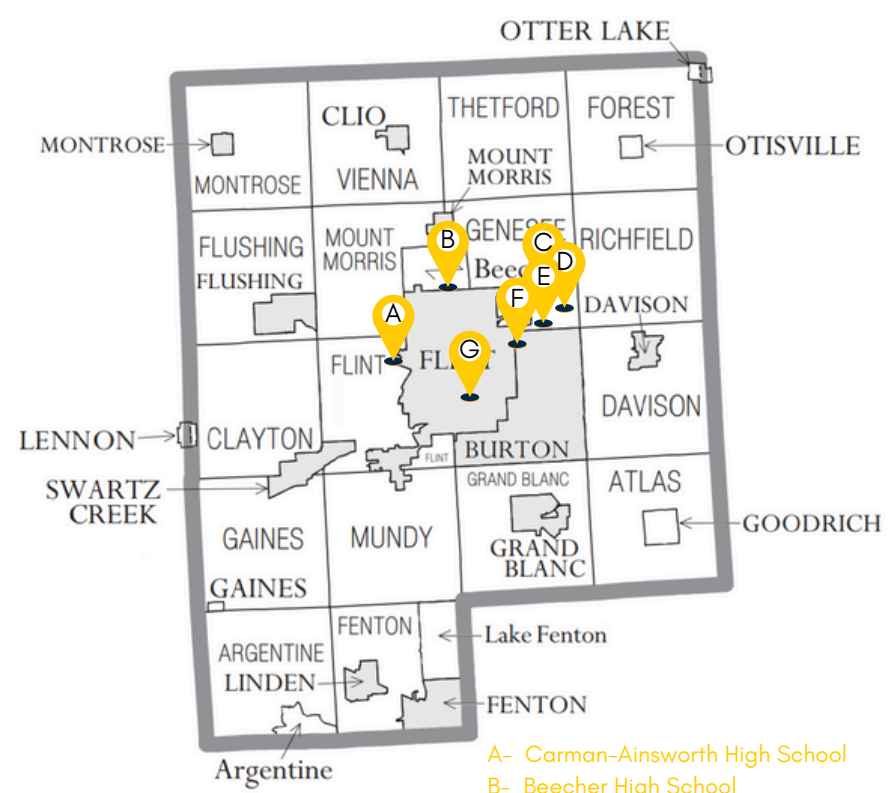 OTTER LAKE
THETFORD
FOREST
CLIO
MONTROSE
OTISVILLE
MOUNT
MORRIS
MONTROSE
VIENNA
GENESEE
RICHFIELD
FLUSHING
MOUNT
MORRIS
B
C
D
FLUSHING
E
F
DAVISON
A
FLINT
G
DAVISON
LENNON
CLAYTON
BURTON
FLINT
GRAND BLANC
ATLAS
SWARTZ
CREEK
GOODRICH
GAINES
MUNDY
GRAND
BLANC
GAINES
FENTON
Lake Fenton
ARGENTINE
LINDEN
FENTON
Argentine
A- Carman-Ainsworth High School
B- Beecher High School